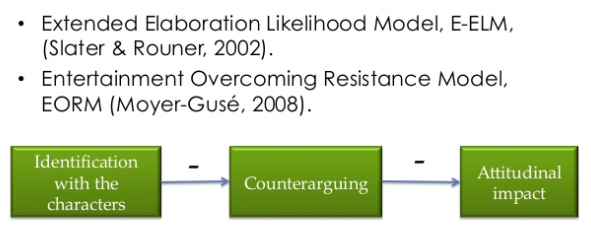 • Extended Elaboration Likelihood Model, E-ELM,
(Slater & Rouner, 2002).
• Entertainment Overcoming Resistance Model,
EORM (Moyer-Gusé, 2008).
Identification
with the
characters
-
Counterarguing
-
Attitudinal
impact